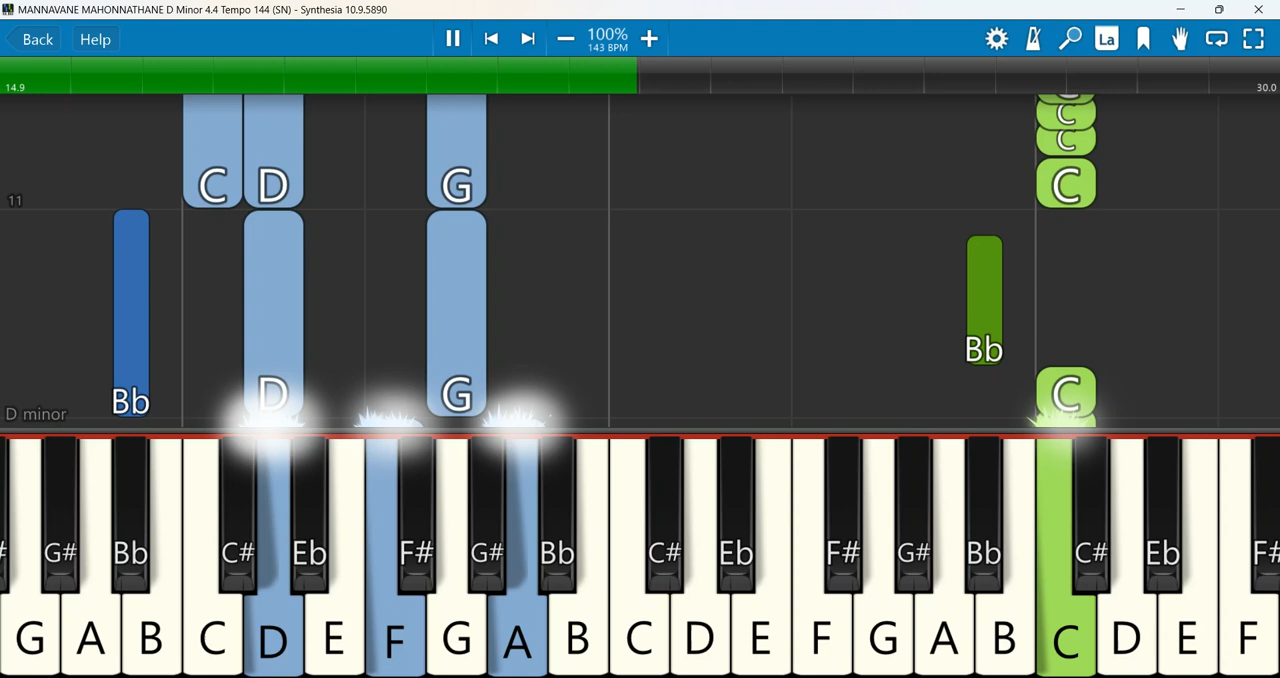 MANNAVANE MAHONNATHANE D Minor 4.4 Tempo 144 (SN) - Synthesia 10.9.5890
Back Help 100% La
143 BPM
14.9 30.0
C
C
C
C D G C
11
Bb
Bb D G C
D minor
G# Bb C# Eb F# G# Bb C# Eb F# G# Bb C# Eb F#
G A B C D E F G A B C D E F G A B C D E F